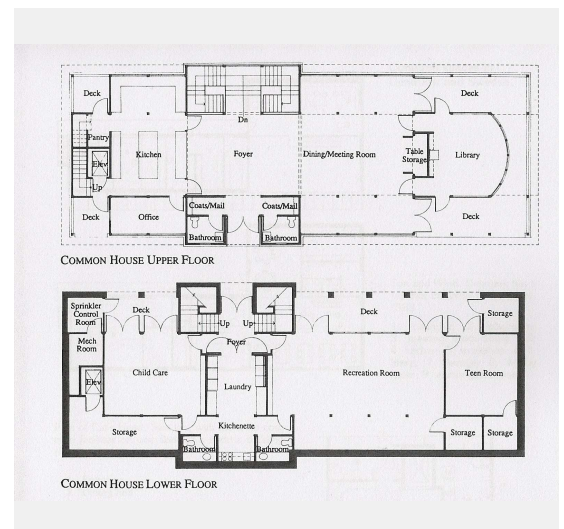 Deck
Deck
Dn
Pantry
Kitchen
Foyer
Dining/Meeting Room
Table
Storage
Library
Elev
Up
Coats/Mail
Coats/Mail
Deck
Office
Deck
Bathroom
Bathroom
COMMON HOUSE UPPER FLOOR
Sprinkler
Control
Room
Deck
Deck
Storage
Up
Up
Mech
Room
Foyer
Elev
Child Care
Laundry
Recreation Room
Teen Room
Kitchenette
Storage
Storage
Storage
Bathroom
Bathroom
COMMON HOUSE LOWER FLOOR